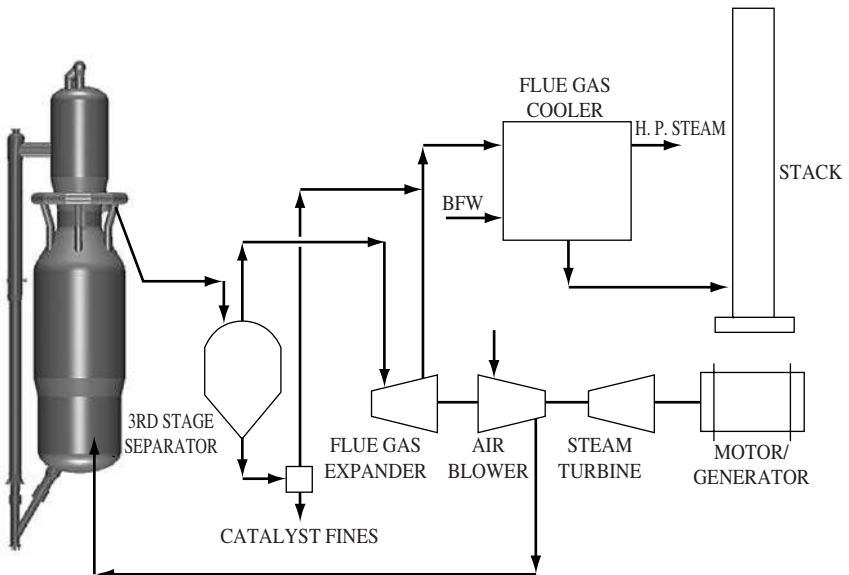 FLUE GAS
COOLER
H. P. STEAM
STACK
BFW
3RD STAGE
SEPARATOR
FLUE GAS
EXPANDER
AIR
BLOWER
STEAM
TURBINE
MOTOR/
GENERATOR
CATALYST FINES